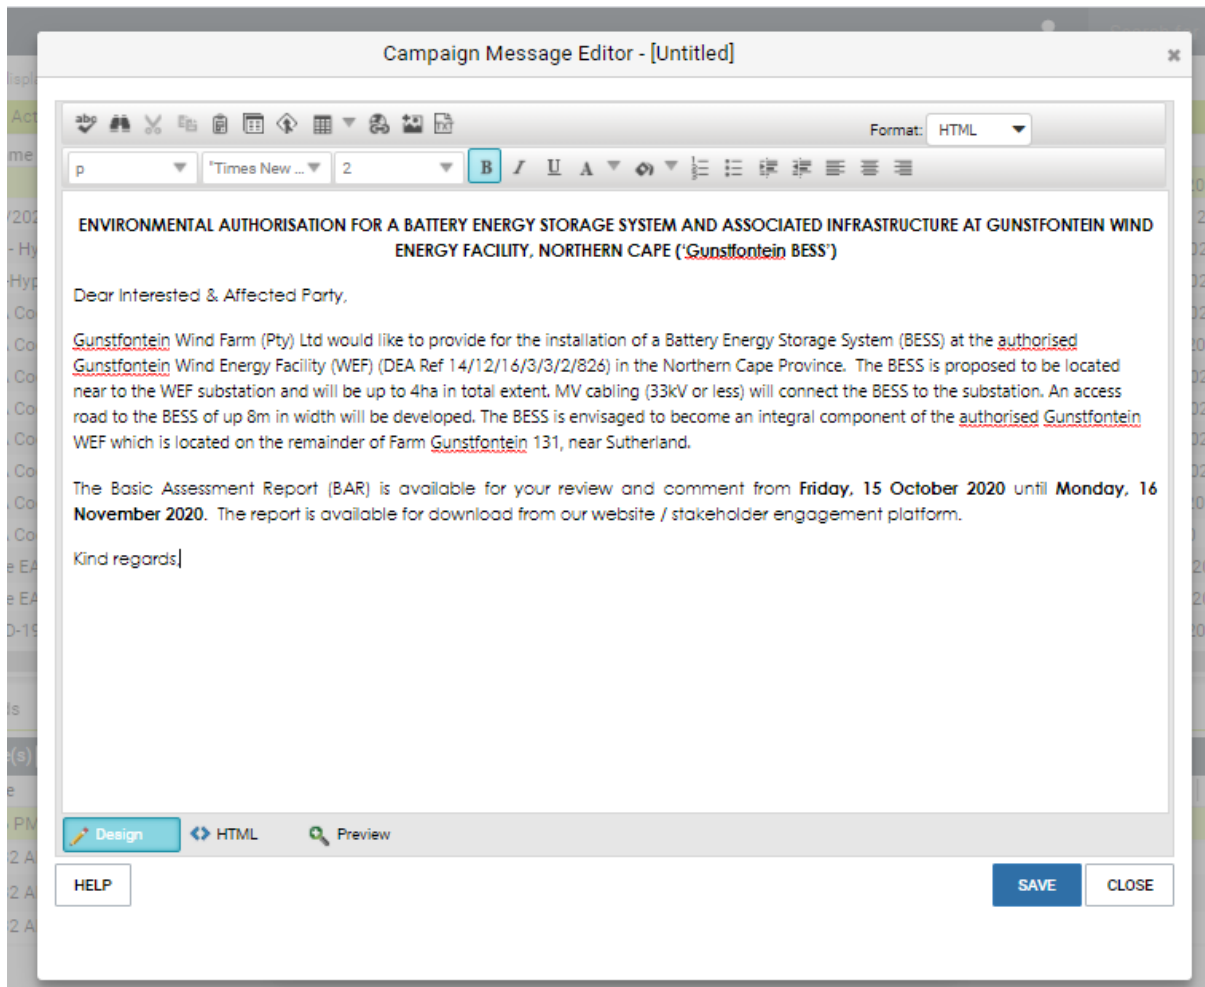 Campaign Message Editor - [Untitled]
Format: HTML
p "Times New ... 2 B I U A
ENVIRONMENTAL AUTHORISATION FOR A BATTERY ENERGY STORAGE SYSTEM AND ASSOCIATED INFRASTRUCTURE AT GUNSTFONTEIN WIND
ENERGY FACILITY, NORTHERN CAPE (‘Gunstfontein BESS’)
Dear Interested & Affected Party,
Gunstfontein Wind Farm (Pty) Ltd would like to provide for the installation of a Battery Energy Storage System (BESS) at the authorised
Gunstfontein Wind Energy Facility (WEF) (DEA Ref 14/12/16/3/3/2/826) in the Northern Cape Province. The BESS is proposed to be located
near to the WEF substation and will be up to 4ha in total extent. MV cabling (33kV or less) will connect the BESS to the substation. An access
road to the BESS of up 8m in width will be developed. The BESS is envisaged to become an integral component of the authorised Gunstfontein
WEF which is located on the remainder of Farm Gunstfontein 131, near Sutherland.
The Basic Assessment Report (BAR) is available for your review and comment from Friday, 15 October 2020 until Monday, 16
November 2020. The report is available for download from our website / stakeholder engagement platform.
Kind regards,
Design HTML Preview
HELP SAVE CLOSE